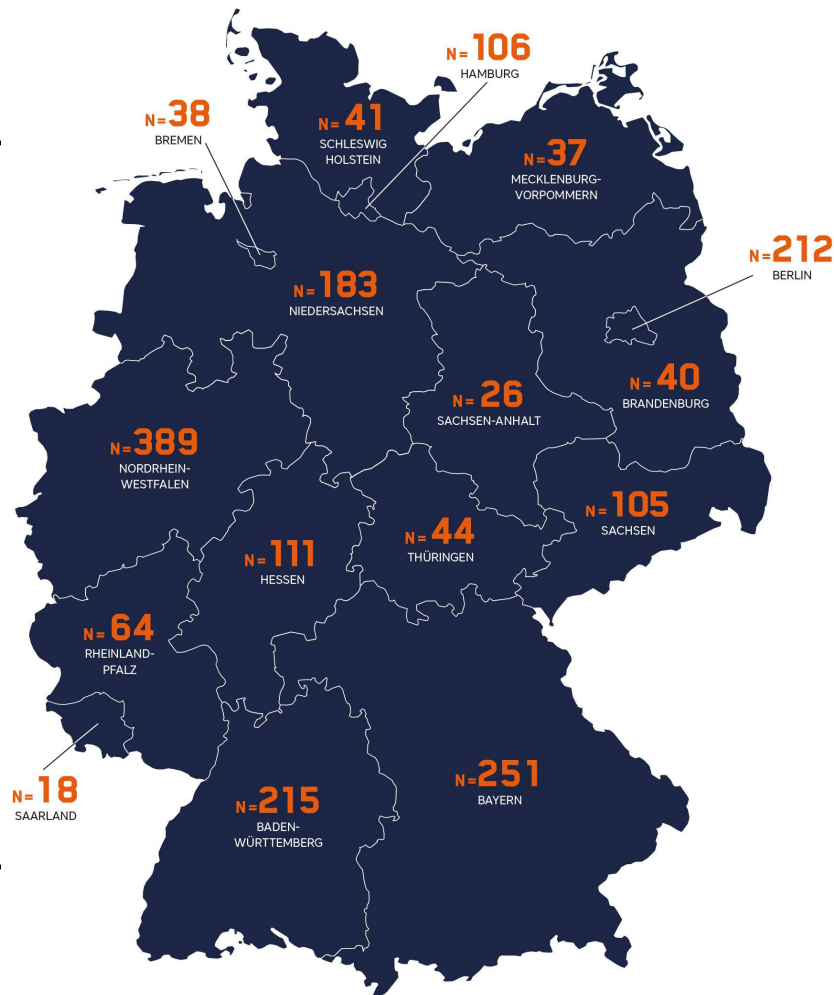 N= 106
HAMBURG
N= 38
BREMEN
N= 41
SCHLESWIG
HOLSTEIN
N= 37
MECKLENBURG-
VORPOMMERN
N= 212
BERLIN
N= 183
NIEDERSACHSEN
N= 26
SACHSEN-ANHALT
N= 40
BRANDENBURG
N= 389
NORDRHEIN-
WESTFALEN
N= 111
HESSEN
N= 44
THÜRINGEN
N= 105
SACHSEN
N= 64
RHEINLAND-
PFALZ
N= 18
SAARLAND
N= 215
BADEN-
WÜRTTEMBERG
N= 251
BAYERN